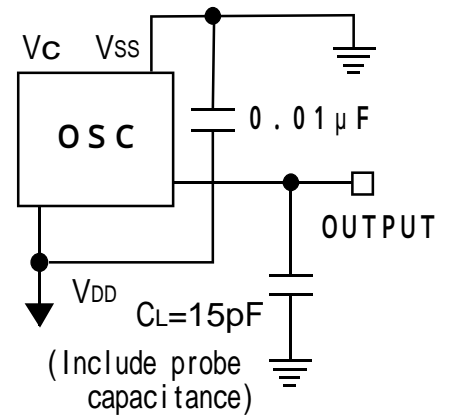 Vc Vss
OSC
0.01μF
OUTPUT
VDD
CL=15pF
(Include probe
capacitance)